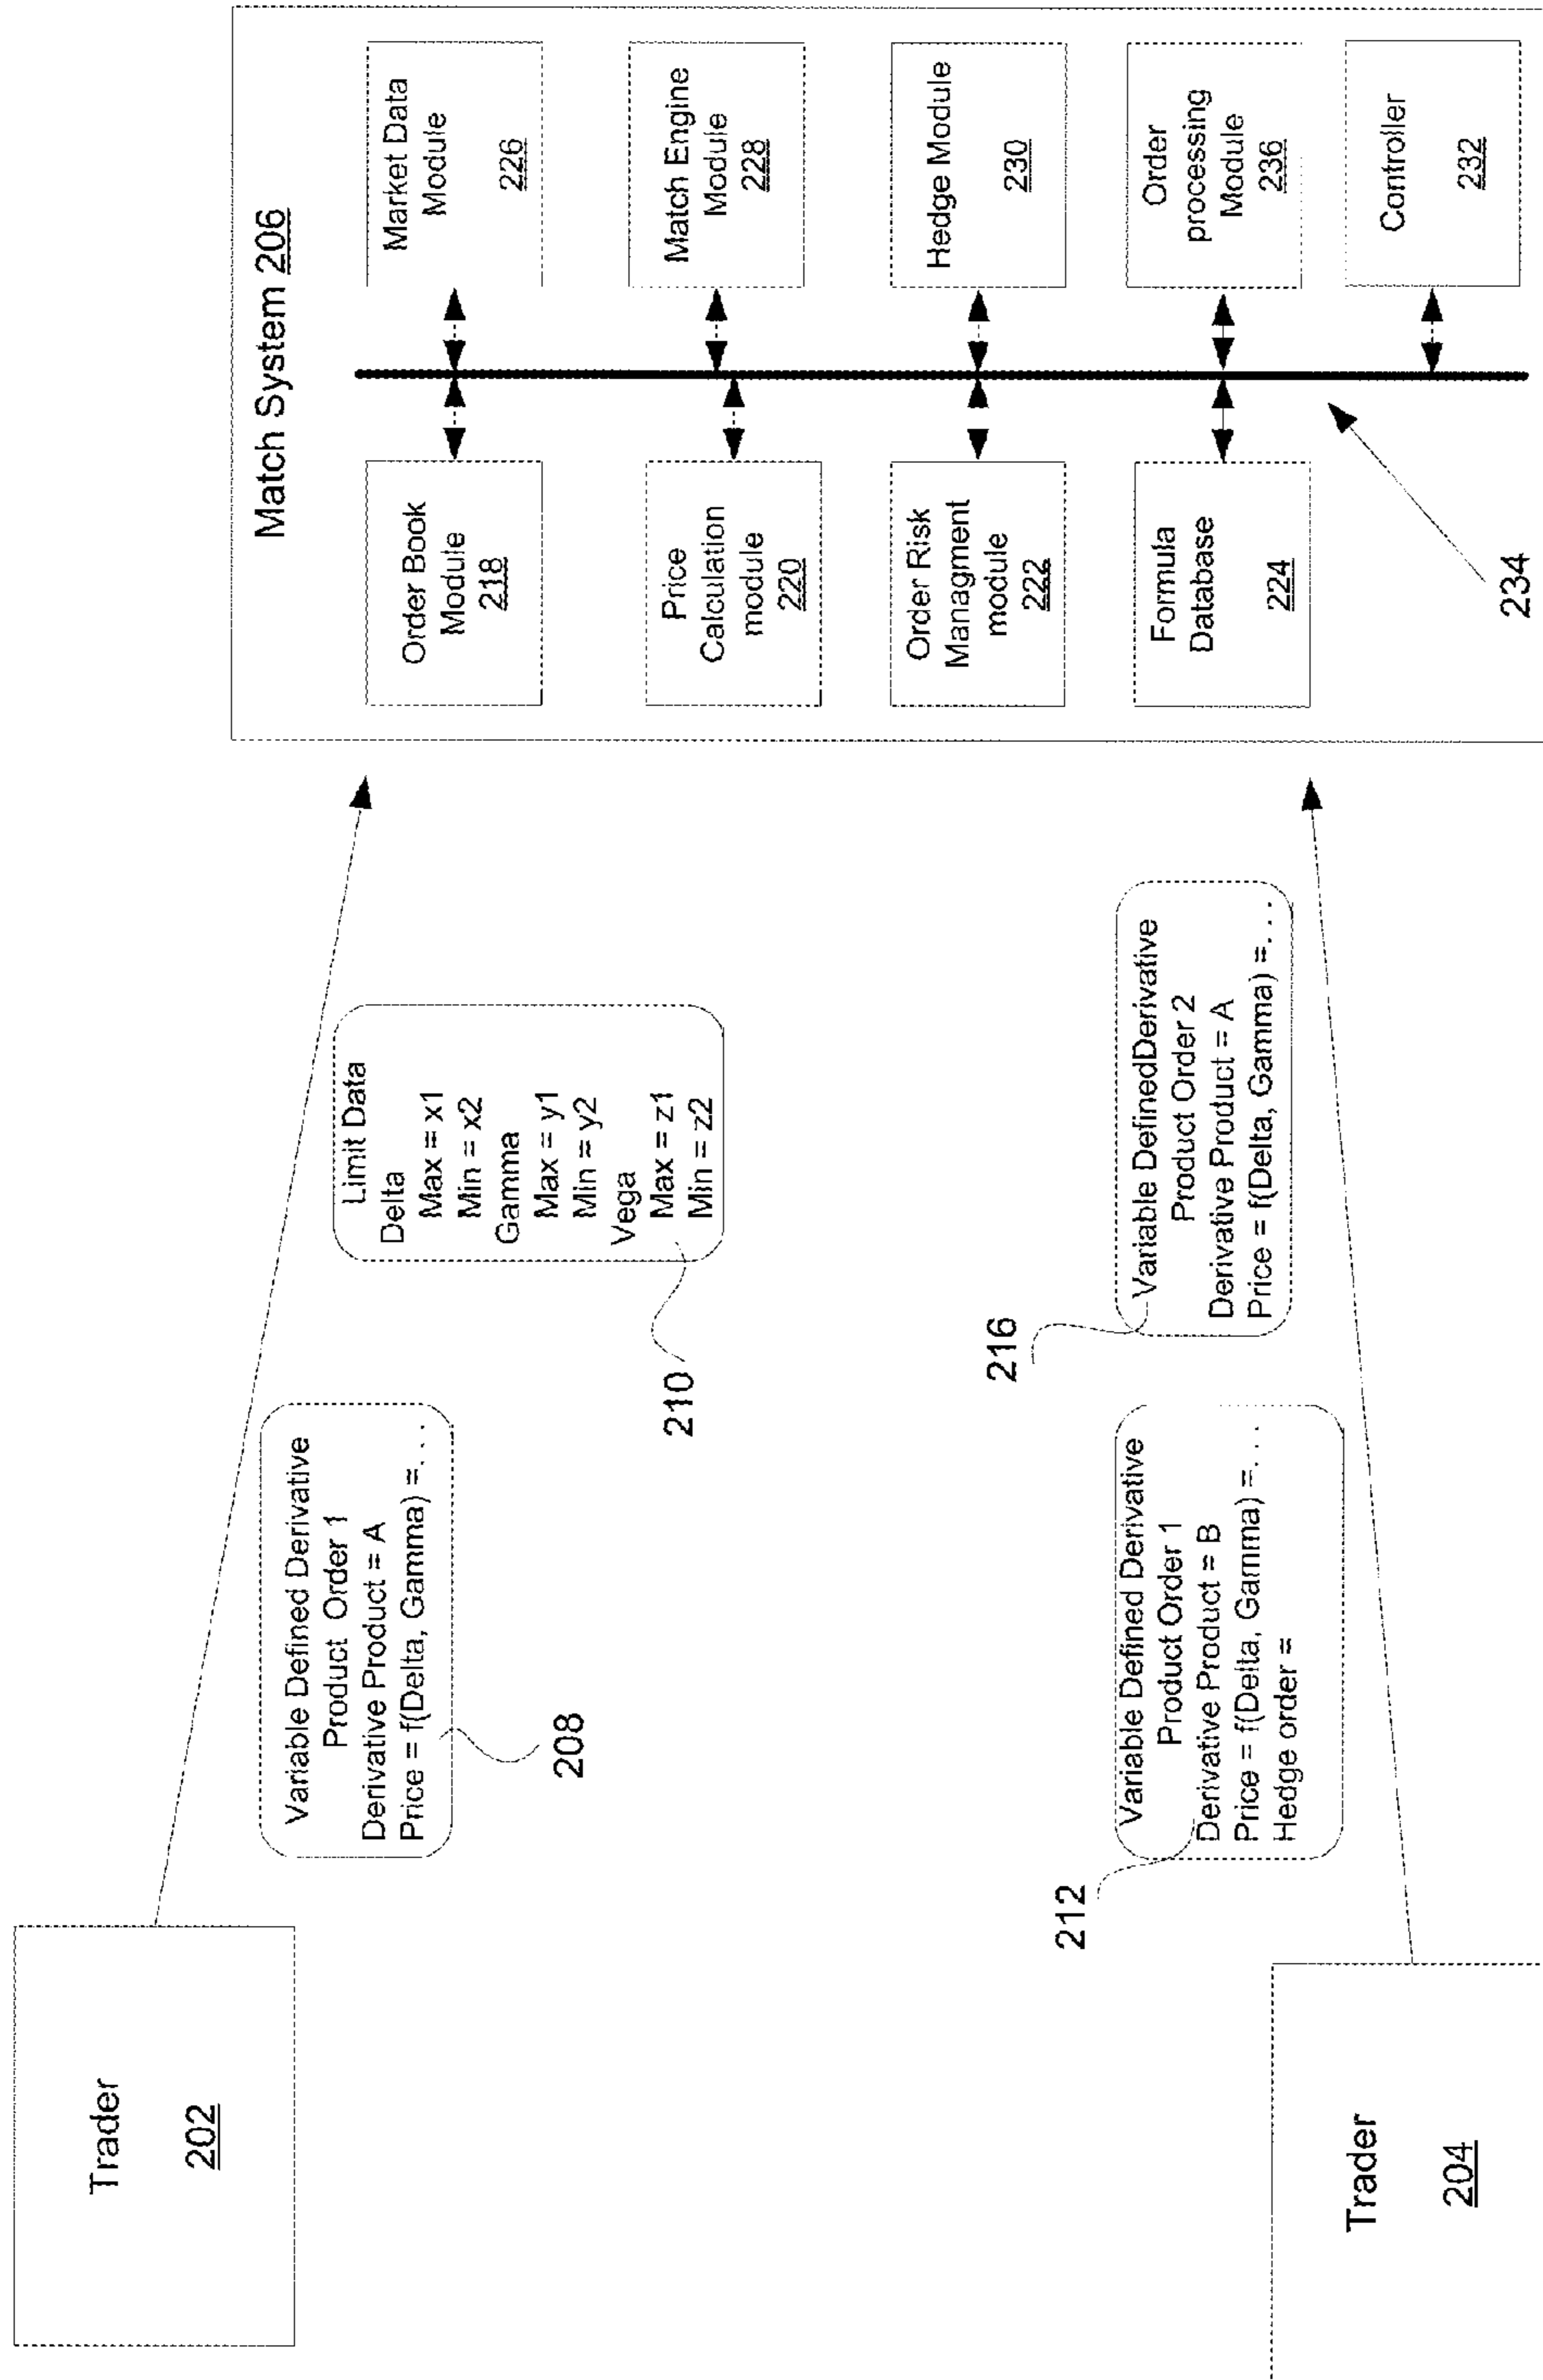 Trader
202
Variable Defined Derivative
Product Order 1
Derivative Product = A
Price = f(Delta, Gamma) =. . .
208
Limit Data
Delta
Max = x1
Min = x2
Gamma
Max = y1
Min = y2
Vega
Max = z1
Min = z2
210
Trader
204
212
Variable Defined Derivative
Product Order 1
Derivative Product = B
Price = f(Delta, Gamma) =. . .
Hedge order =
216
Variable DefinedDerivative
Product Order 2
Derivative Product = A
Price = f(Delta, Gamma) =. . .
Match System 206
Order Book
Module
218
Price
Calculation
module
220
Order Risk
Managment
module
222
Formula
Database
224
Market Data
Module
226
Match Engine
Module
228
Hedge Module
230
Order
processing
Module
236
Controller
232
234